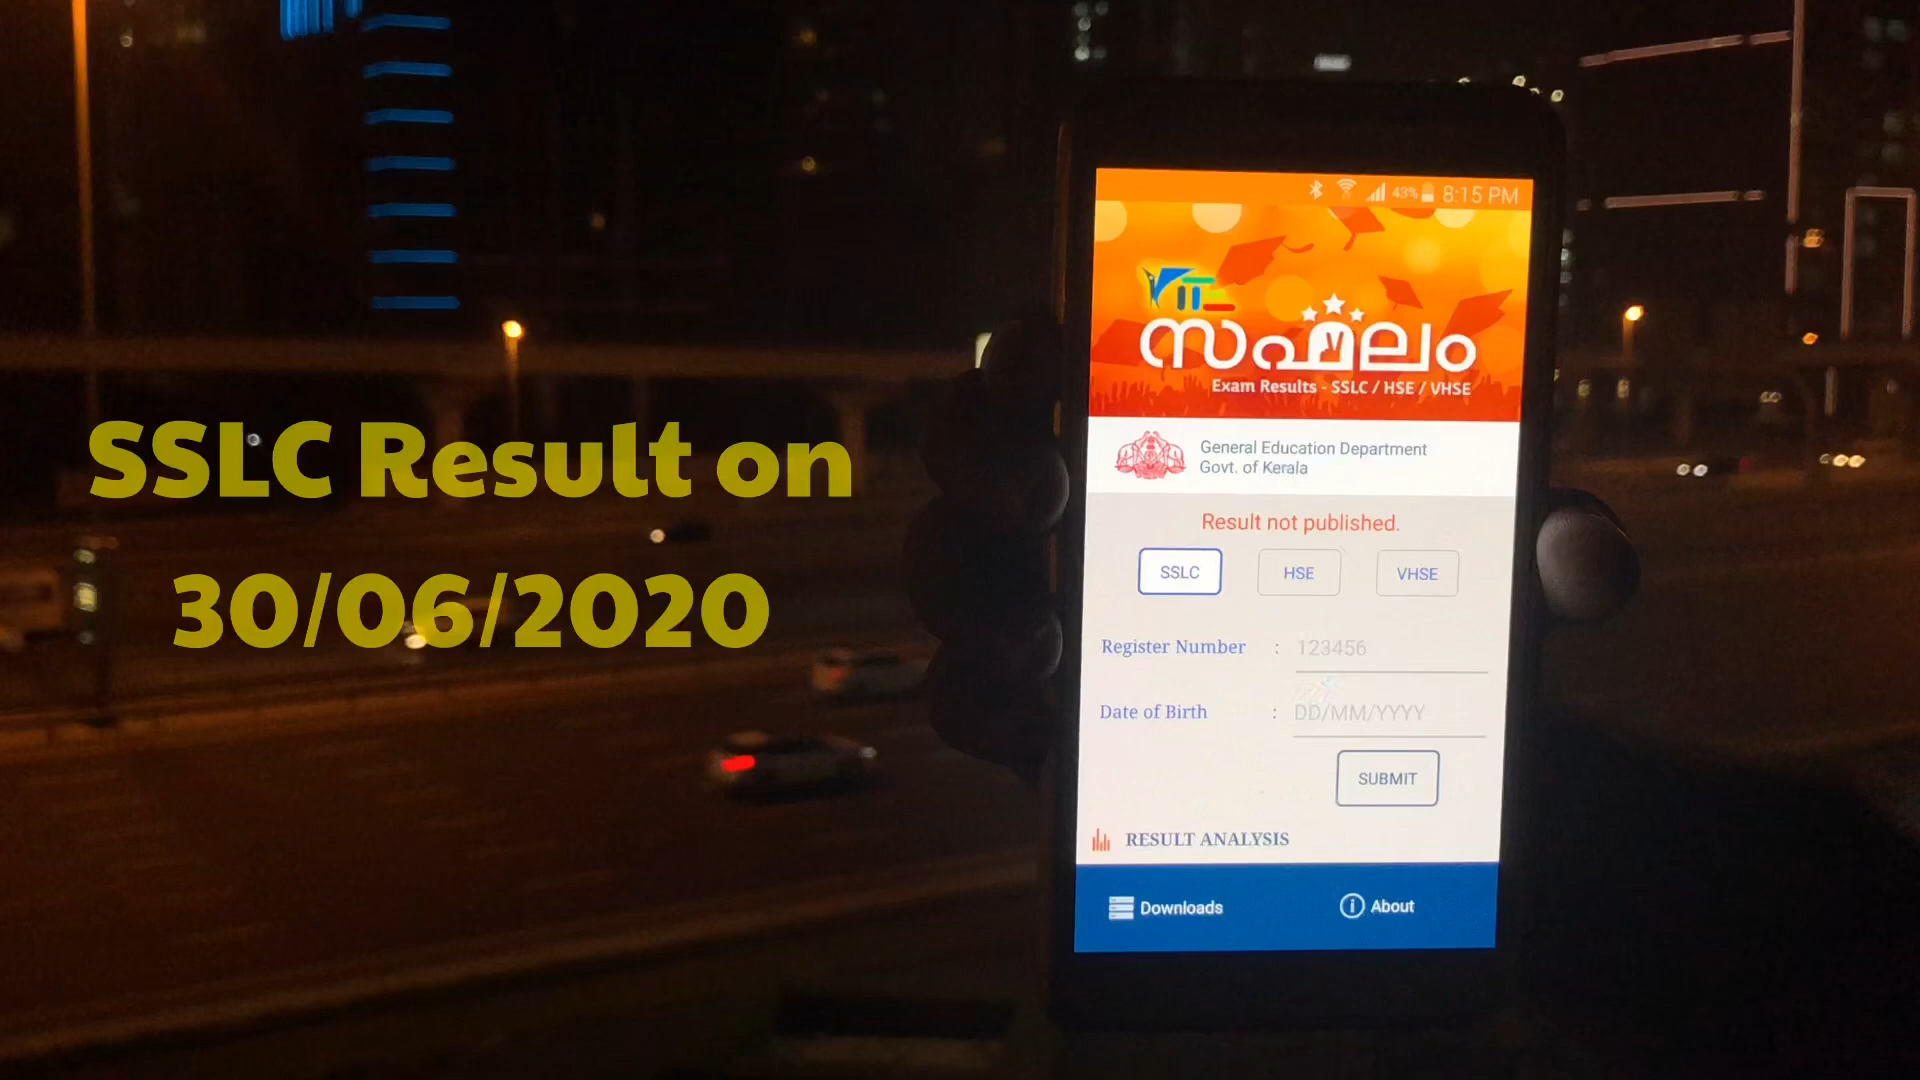 SSLC Result on
30/06/2020
43% 8:15 PM
സഫലം
Exam Results - SSLC / HSE / VHSE
General Education Department
Govt. of Kerala
Result not published.
SSLC HSE VHSE
Register Number : 123456
Date of Birth : DD/MM/YYYY
SUBMIT
RESULT ANALYSIS
Downloads About